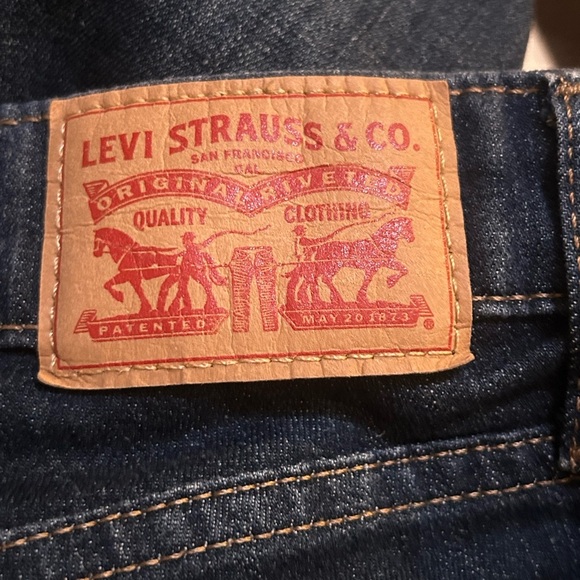 LEVI STRAUSS & CO.
SAN FRANCISCO
CAL
ORIGINAL RIVETED
QUALITY CLOTHING
PATENTED MAY 20 1873 ®